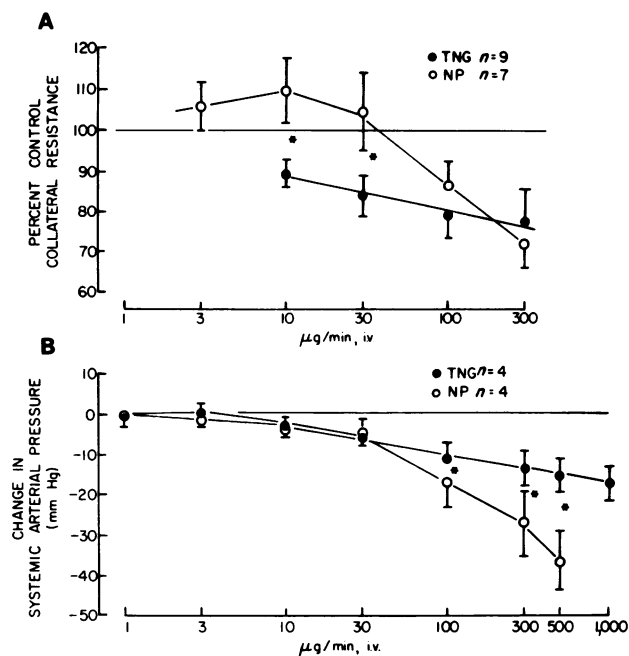 A
120
110
100
90
80
70
60
PERCENT CONTROL
COLLATERAL RESISTANCE
● TNG n=9
○ NP n=7
*
*
1 3 10 30 100 300
μg/min, i.v.
B
10
0
-10
-20
-30
-40
-50
CHANGE IN
SYSTEMIC ARTERIAL PRESSURE
(mm Hg)
● TNG n=4
○ NP n=4
*
*
*
1 3 10 30 100 300 500 1,000
μg/min, i.v.